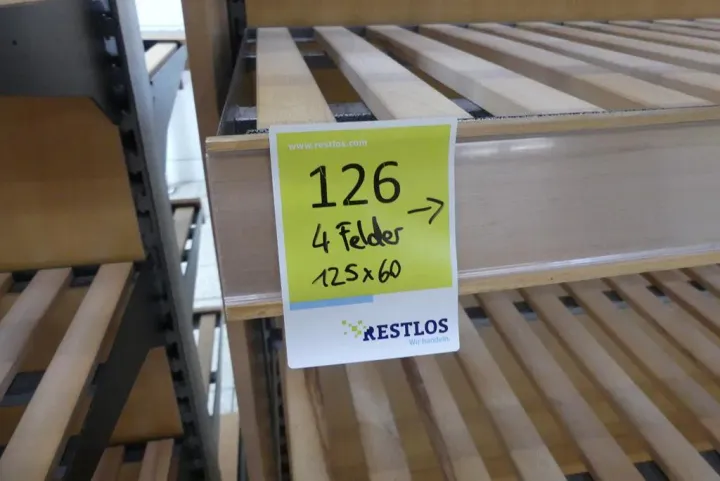 www.restlos.com
126
4 Felder →
125x60
RESTLOS
Wir handeln.